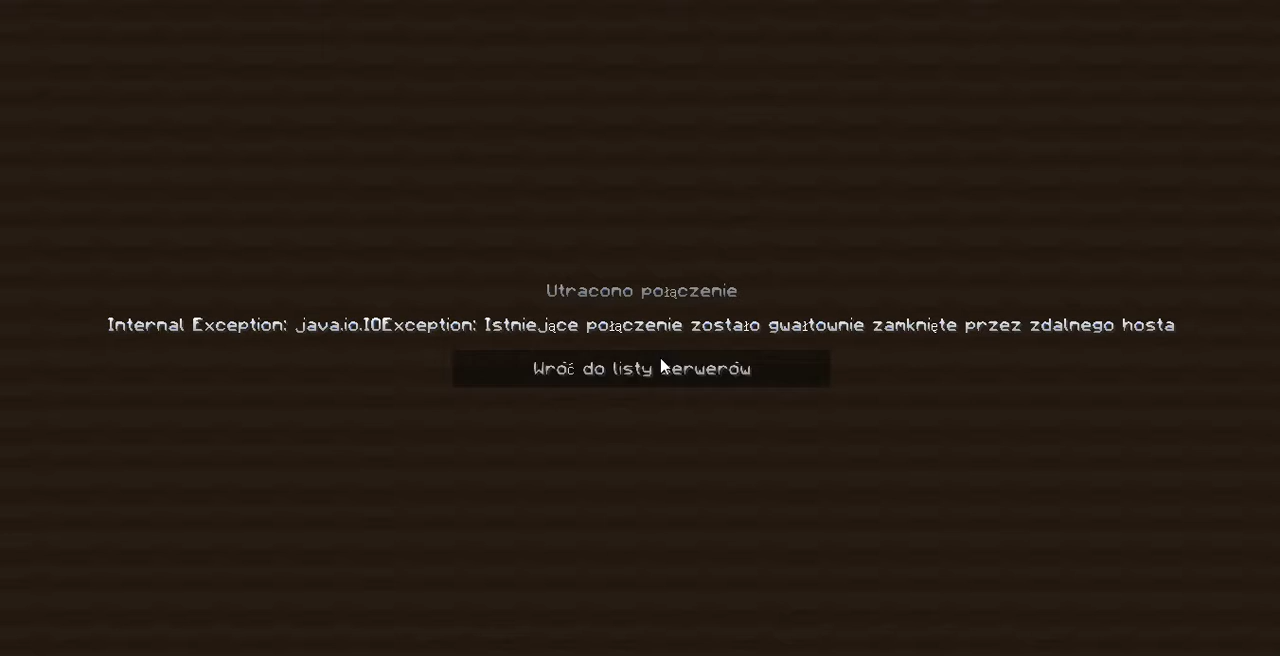 Utracono połączenie
Internal Exception: java.io.IOException: Istniejące połączenie zostało gwałtownie zamknięte przez zdalnego hosta
Wróć do listy serwerów